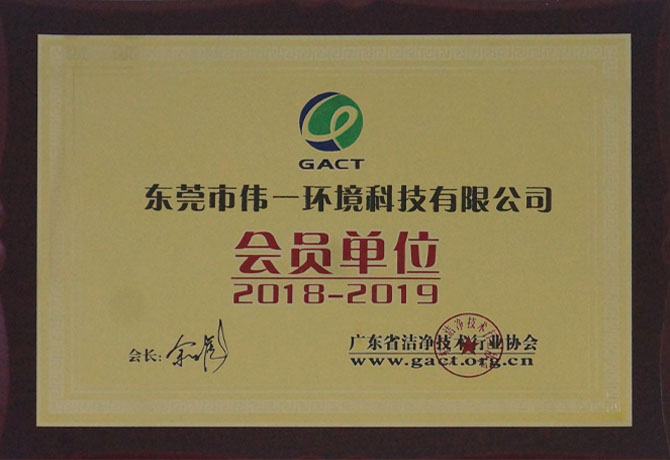 GACT
东莞市伟一环境科技有限公司
会员单位
2018-2019
会长:
广东省洁净技术行业协会
www.gact.org.cn